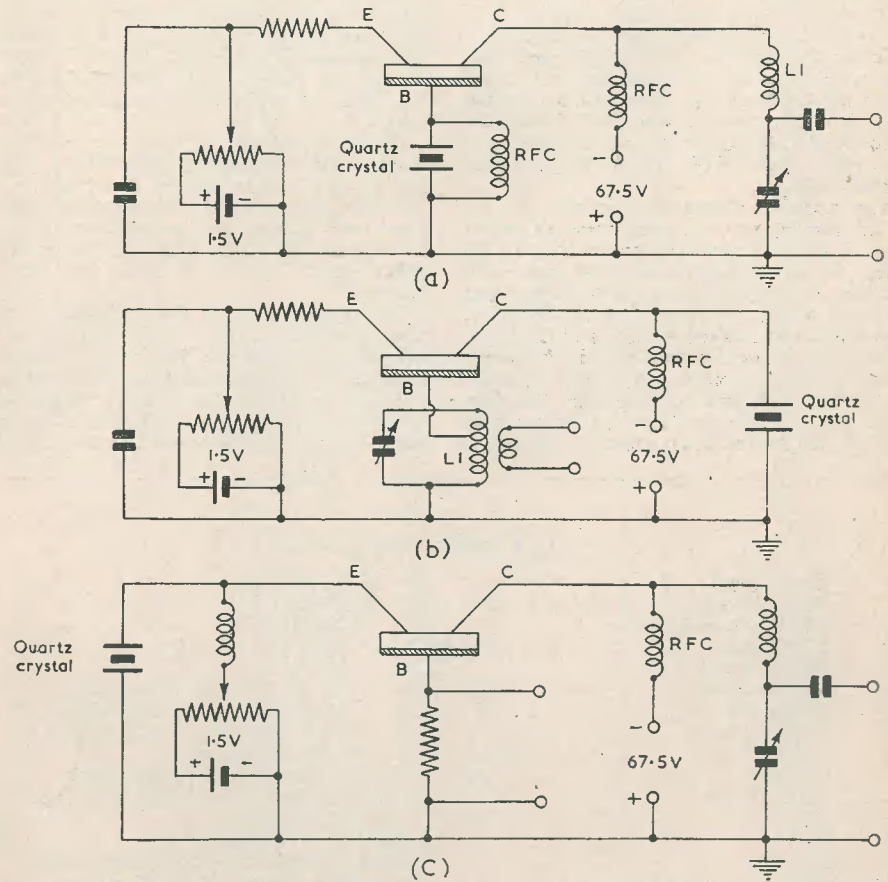 E
C
B
L1
RFC
Quartz
crystal
RFC
-
67·5V
+
+
-
1·5V
(a)
E
C
B
RFC
Quartz
crystal
L1
1·5V
+
-
-
67·5V
+
(b)
E
C
B
Quartz
crystal
RFC
1·5V
+
-
-
67·5V
+
(C)